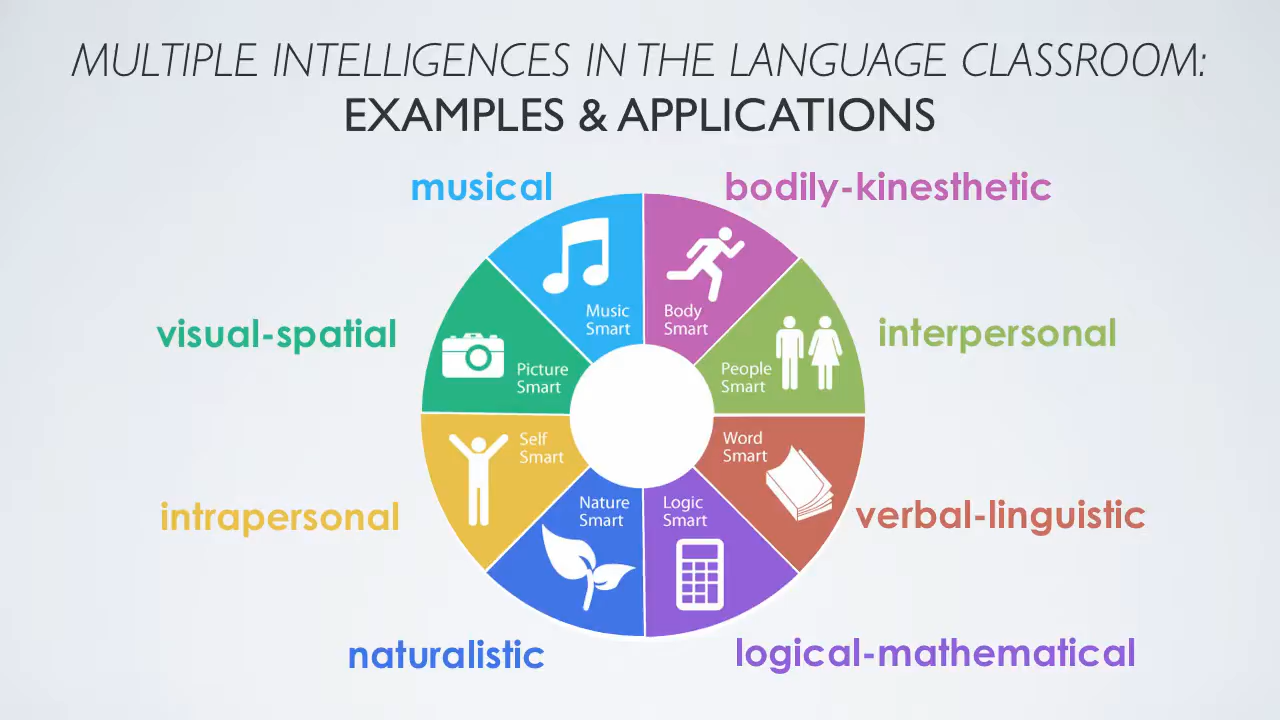 MULTIPLE INTELLIGENCES IN THE LANGUAGE CLASSROOM:
EXAMPLES & APPLICATIONS
musical
bodily-kinesthetic
Music
Smart
Body
Smart
visual-spatial
interpersonal
Picture
Smart
People
Smart
Self
Smart
Word
Smart
intrapersonal
verbal-linguistic
Nature
Smart
Logic
Smart
naturalistic
logical-mathematical